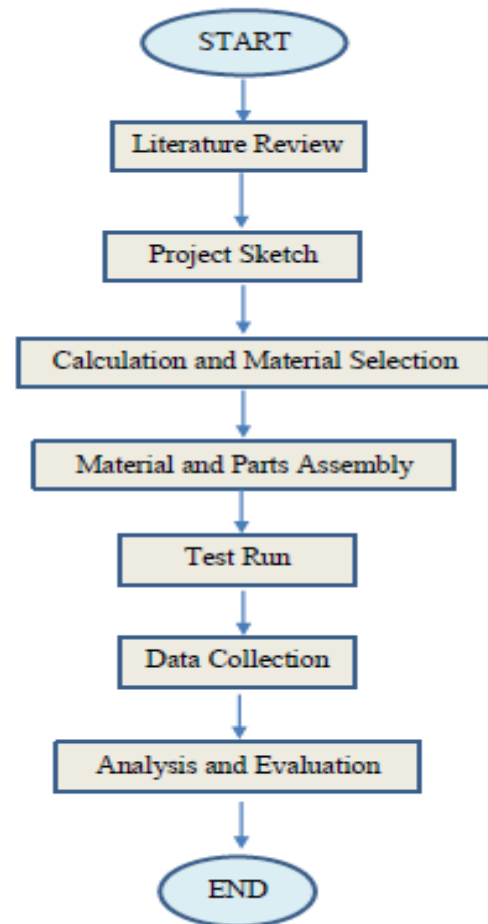 START
Literature Review
Project Sketch
Calculation and Material Selection
Material and Parts Assembly
Test Run
Data Collection
Analysis and Evaluation
END